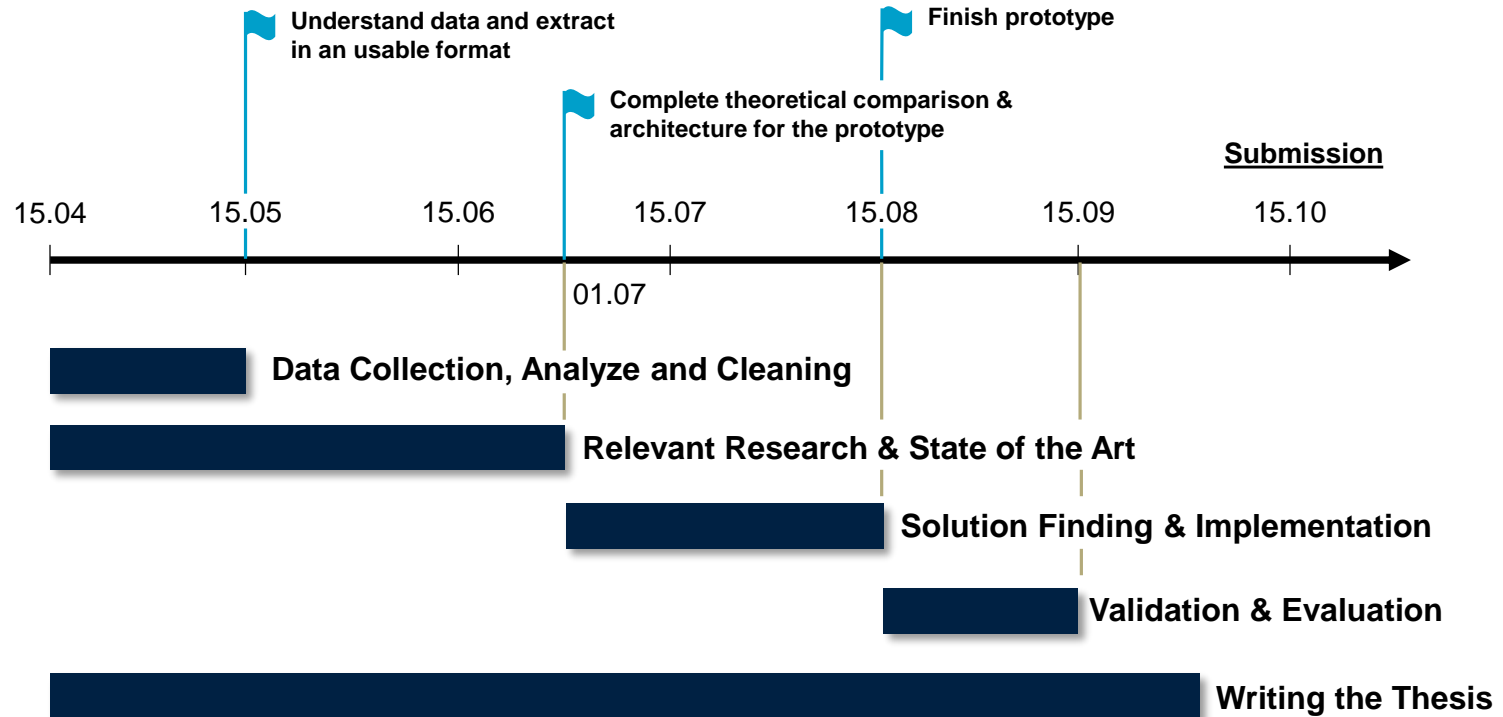 Understand data and extract
in an usable format
Finish prototype
Complete theoretical comparison &
architecture for the prototype
Submission
15.04
15.05
15.06
15.07
15.08
15.09
15.10
01.07
Data Collection, Analyze and Cleaning
Relevant Research & State of the Art
Solution Finding & Implementation
Validation & Evaluation
Writing the Thesis